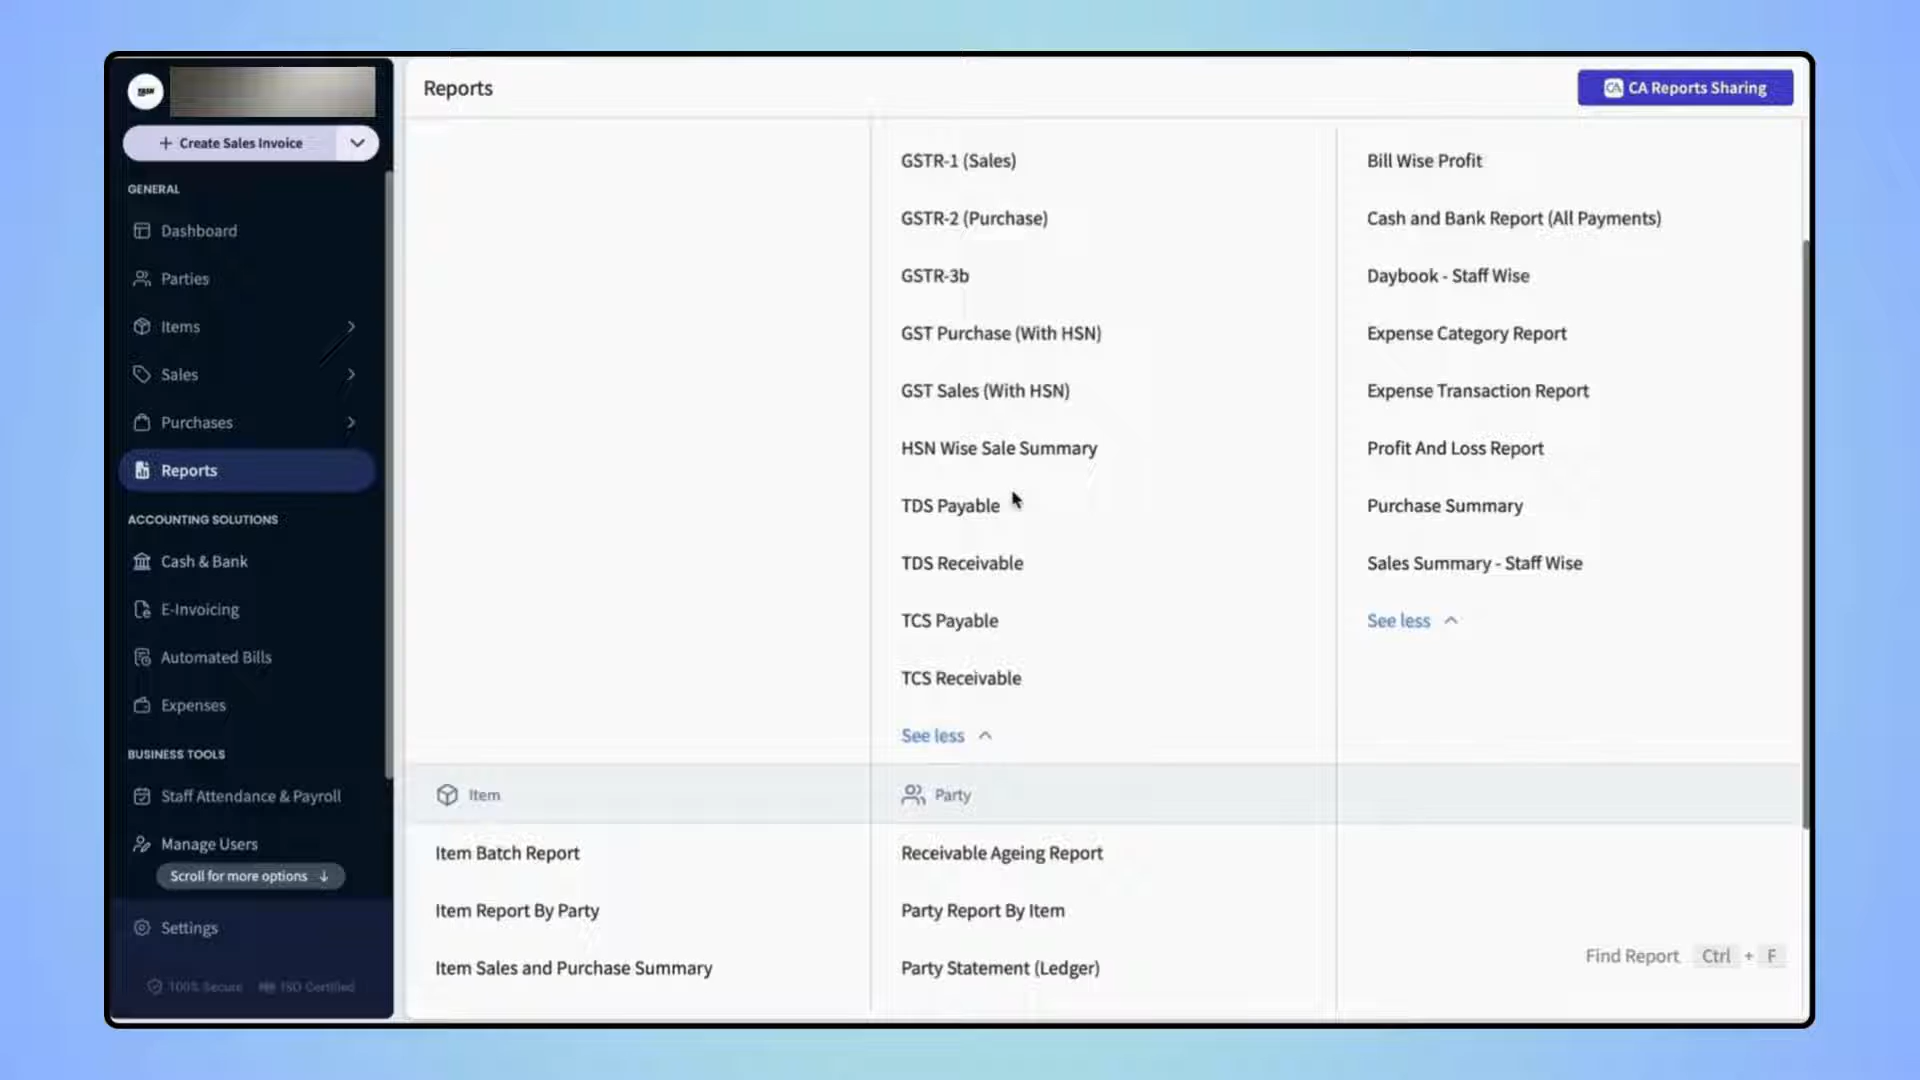 Create Sales Invoice
GENERAL
Dashboard
Parties
Items
Sales
Purchases
Reports
ACCOUNTING SOLUTIONS
Cash & Bank
E-Invoicing
Automated Bills
Expenses
BUSINESS TOOLS
Staff Attendance & Payroll
Manage Users
Scroll for more options ↓
Settings
100% Secure
ISO Certified
Reports
CA Reports Sharing
GSTR-1 (Sales)
GSTR-2 (Purchase)
GSTR-3b
GST Purchase (With HSN)
GST Sales (With HSN)
HSN Wise Sale Summary
TDS Payable
TDS Receivable
TCS Payable
TCS Receivable
See less
Bill Wise Profit
Cash and Bank Report (All Payments)
Daybook - Staff Wise
Expense Category Report
Expense Transaction Report
Profit And Loss Report
Purchase Summary
Sales Summary - Staff Wise
See less
Item
Item Batch Report
Item Report By Party
Item Sales and Purchase Summary
Party
Receivable Ageing Report
Party Report By Item
Party Statement (Ledger)
Find Report Ctrl + F